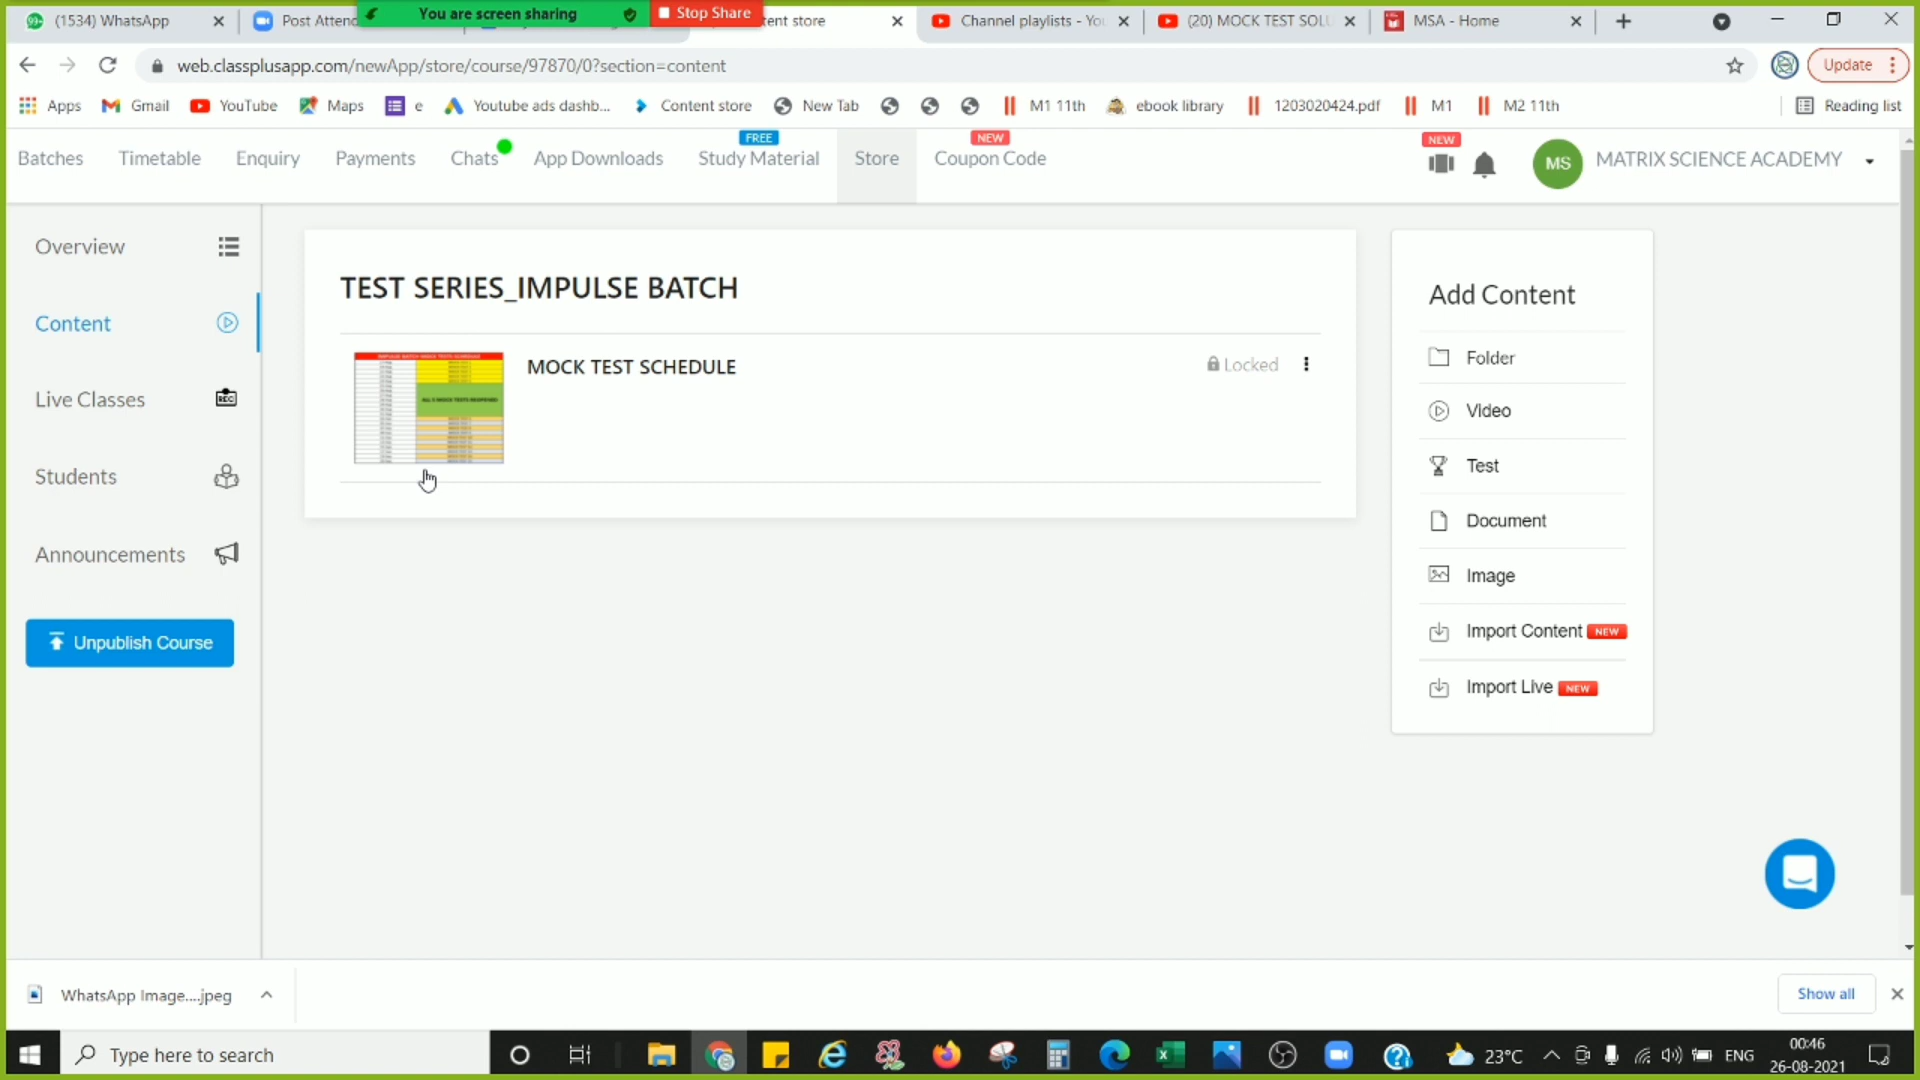 (1534) WhatsApp
Post Attend
You are screen sharing
Stop Share
tent store
Channel playlists - You
(20) MOCK TEST SOLU
MSA - Home
web.classplusapp.com/newApp/store/course/97870/0?section=content
Update
Apps
Gmail
YouTube
Maps
e
Youtube ads dashb...
Content store
New Tab
M1 11th
ebook library
1203020424.pdf
M1
M2 11th
Reading list
FREE
NEW
NEW
Batches
Timetable
Enquiry
Payments
Chats
App Downloads
Study Material
Store
Coupon Code
MS
MATRIX SCIENCE ACADEMY
Overview
Content
Live Classes
REC
Students
Announcements
Unpublish Course
TEST SERIES_IMPULSE BATCH
MOCK TEST SCHEDULE
Locked
Add Content
Folder
Video
Test
Document
Image
Import Content NEW
Import Live NEW
WhatsApp Image....jpeg
Show all
Type here to search
23°C
ENG
00:46
26-08-2021